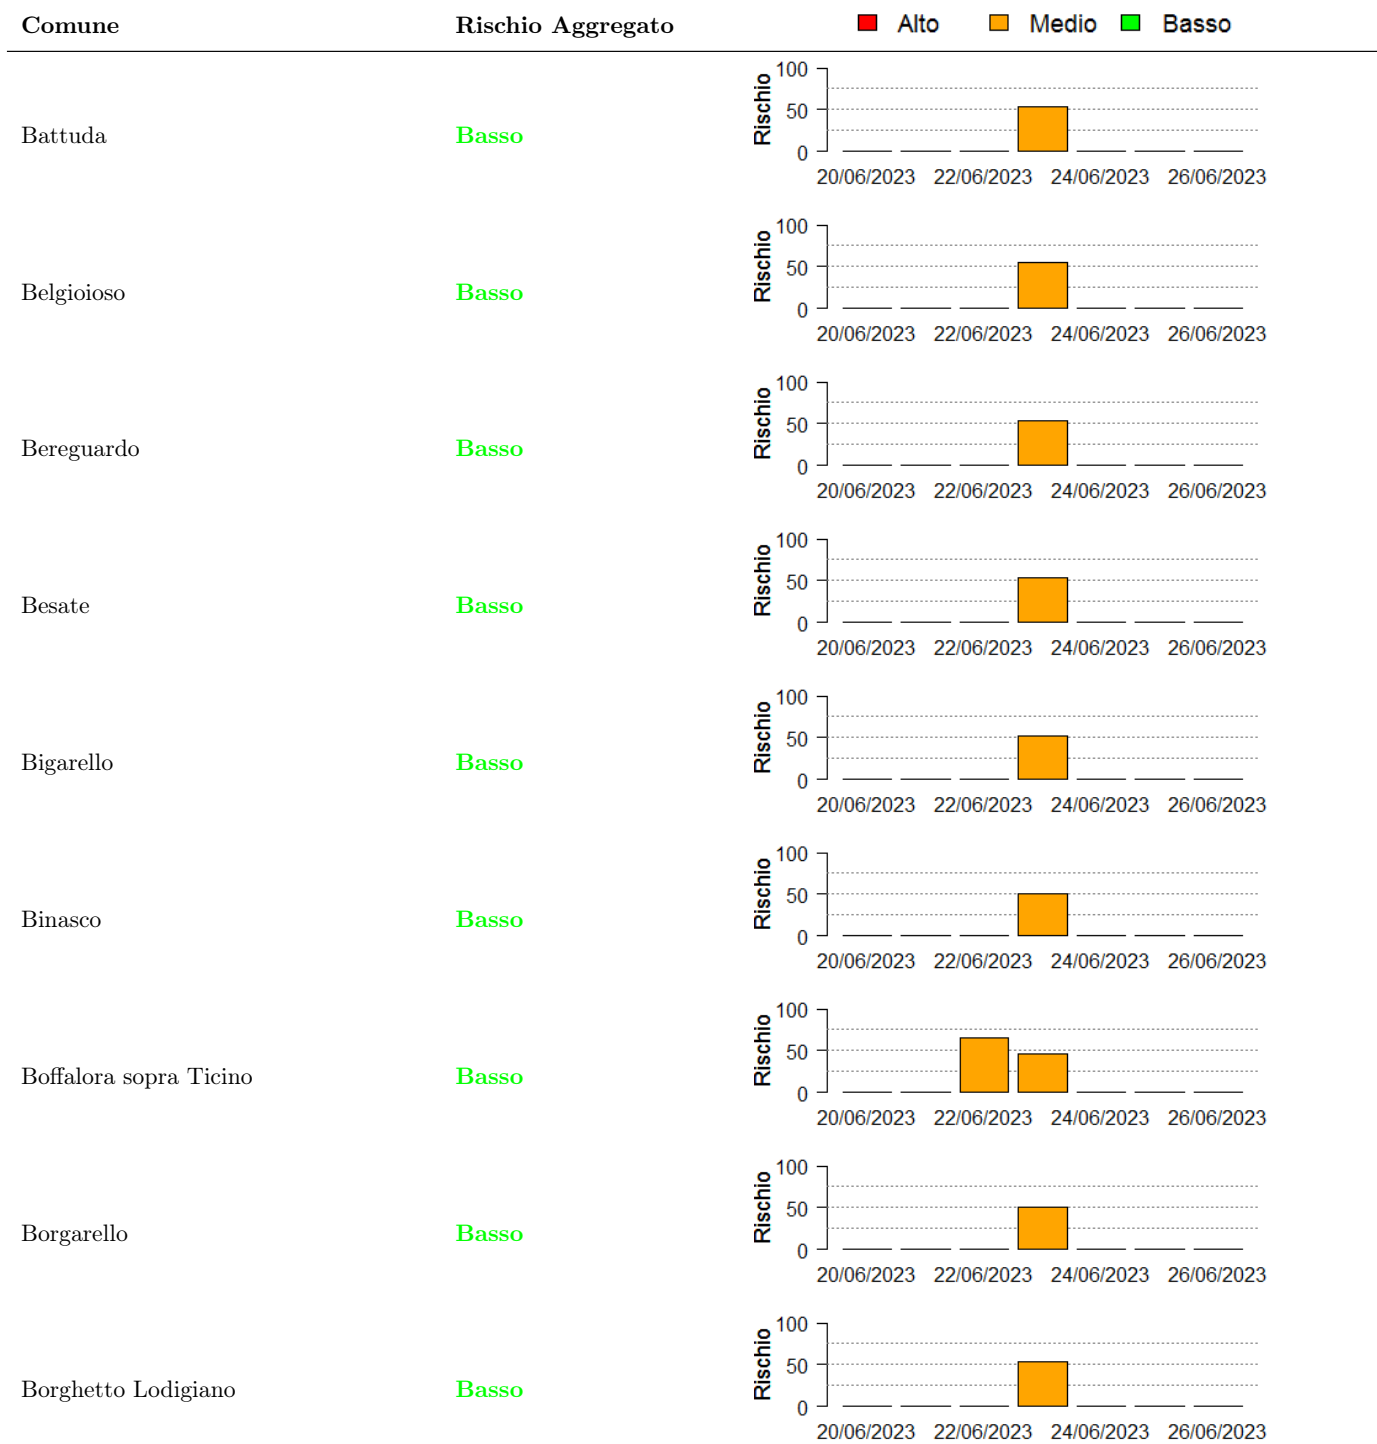 Comune Rischio Aggregato Alto Medio Basso
100
50
0
Rischio
Battuda Basso
20/06/2023 22/06/2023 24/06/2023 26/06/2023
100
50
0
Rischio
Belgioioso Basso
20/06/2023 22/06/2023 24/06/2023 26/06/2023
100
50
0
Rischio
Bereguardo Basso
20/06/2023 22/06/2023 24/06/2023 26/06/2023
100
50
0
Rischio
Besate Basso
20/06/2023 22/06/2023 24/06/2023 26/06/2023
100
50
0
Rischio
Bigarello Basso
20/06/2023 22/06/2023 24/06/2023 26/06/2023
100
50
0
Rischio
Binasco Basso
20/06/2023 22/06/2023 24/06/2023 26/06/2023
100
50
0
Rischio
Boffalora sopra Ticino Basso
20/06/2023 22/06/2023 24/06/2023 26/06/2023
100
50
0
Rischio
Borgarello Basso
20/06/2023 22/06/2023 24/06/2023 26/06/2023
100
50
0
Rischio
Borghetto Lodigiano Basso
20/06/2023 22/06/2023 24/06/2023 26/06/2023